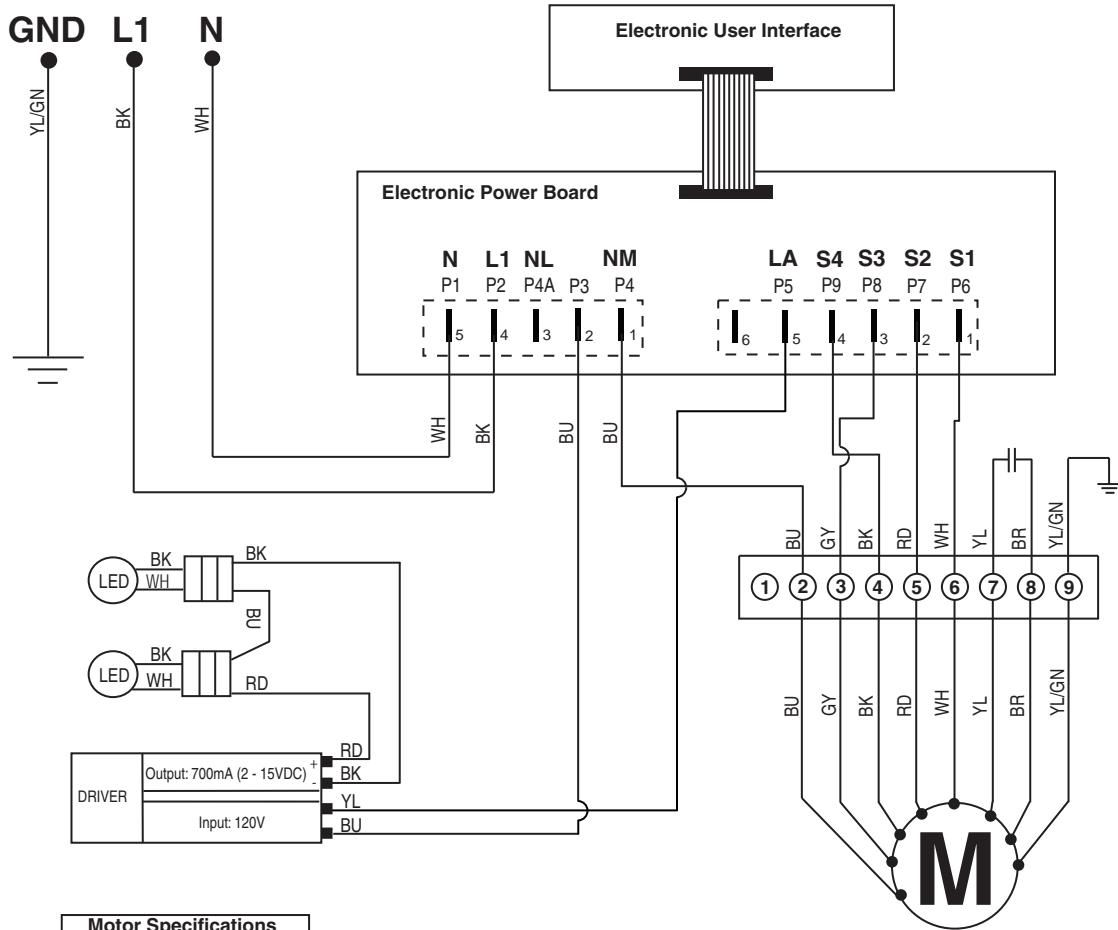 GND L1 N
Electronic User Interface
YL/GN
BK
WH
Electronic Power Board
N L1 NL NM
P1 P2 P4A P3 P4
5 4 3 2 1
LA S4 S3 S2 S1
P5 P9 P8 P7 P6
6 5 4 3 2 1
WH BK BU BU
BU GY BK RD WH YL BR YL/GN
1 2 3 4 5 6 7 8 9
BU GY BK RD WH YL BR YL/GN
LED BK WH BK
BU
LED BK WH RD
DRIVER
Output: 700mA (2 - 15VDC) + -
Input: 120V
RD
BK
YL
BU
M
Motor Specifications